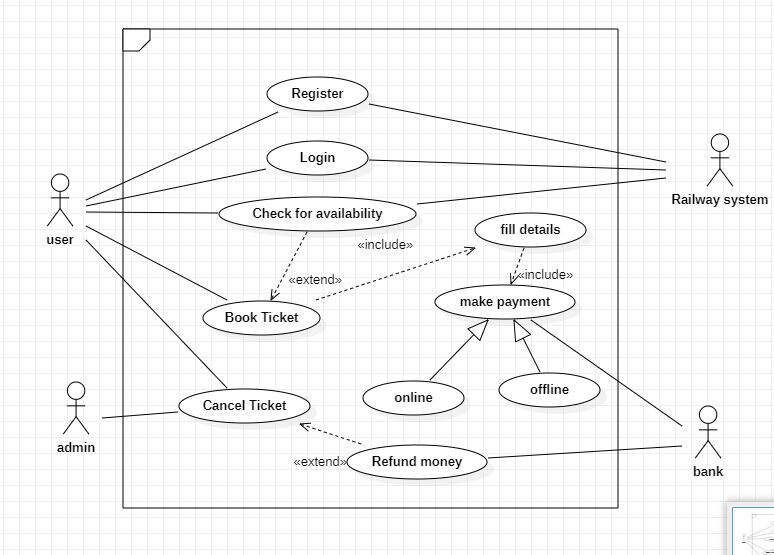 Register
Login
Railway system
Check for availability
user
fill details
«include»
«include»
«extend»
make payment
Book Ticket
offline
online
Cancel Ticket
admin
«extend»
Refund money
bank